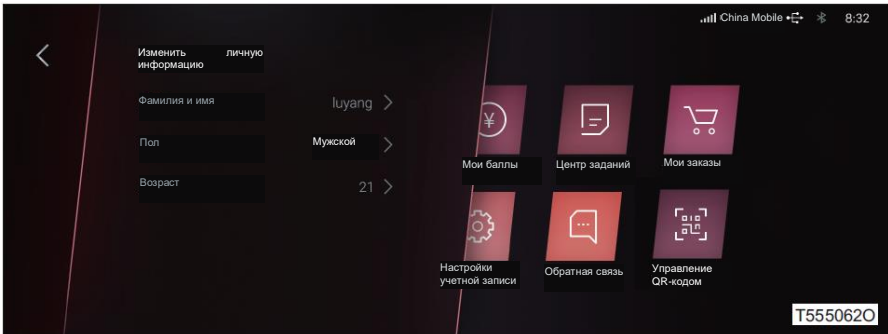 China Mobile 8:32
Изменить личную
информацию
Фамилия и имя luyang
Пол Мужской
Возраст 21
¥
Мои баллы Центр заданий Мои заказы
Настройки
учетной записи
Обратная связь
Управление
QR-кодом
T555062O